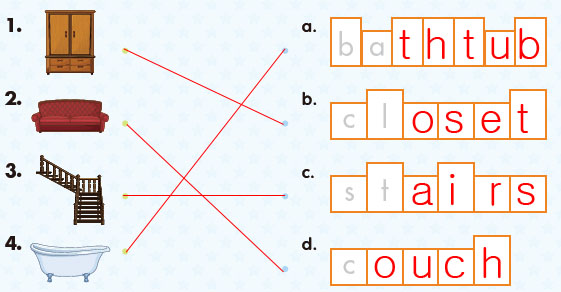 1.
a. bathtub
2.
b. closet
3.
c. stairs
4.
d. couch